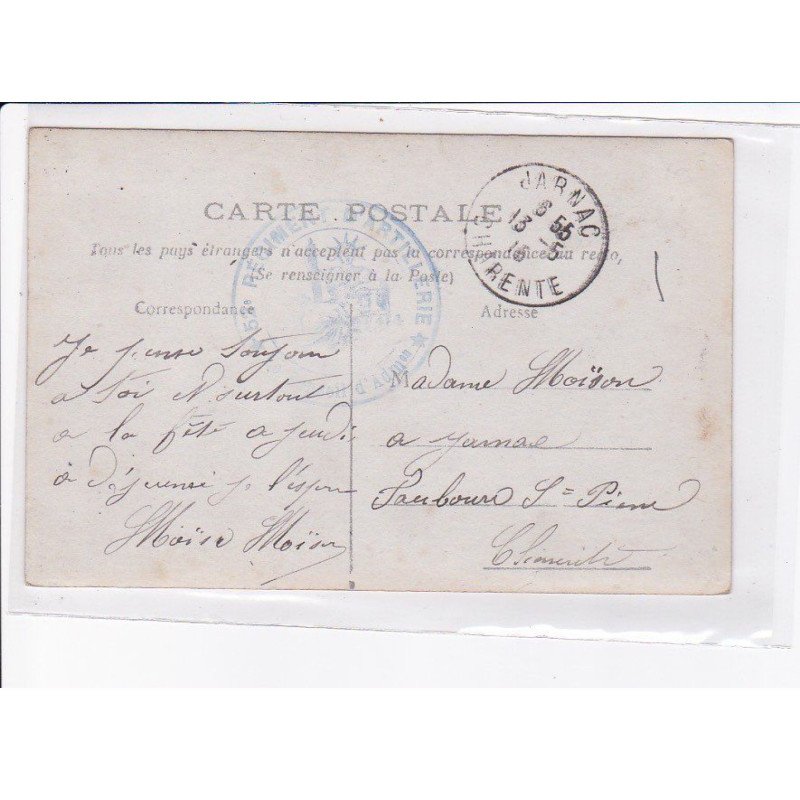 CARTE POSTALE
Tous les pays étrangers n'acceptent pas la correspondance au recto,
(Se renseigner à la Poste)
Correspondance
Adresse
JARNAC
6 55
13 -5
CHARENTE
RÉGIMENT D'ARTILLERIE
Je pense toujours
a toi et surtout
a la fête a jeudi
à déjeuner je l'espère
Moïse Moïson
Madame Moïson
a Jarnac
Faubourg St Pierre
Charente